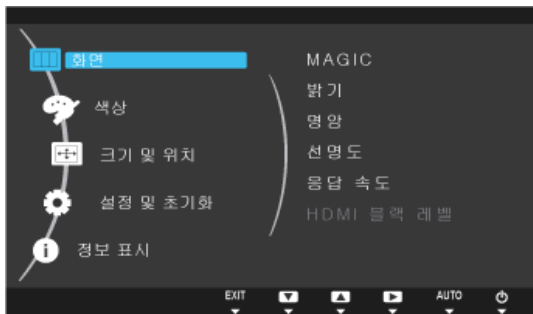 화면
색상
크기 및 위치
설정 및 초기화
정보 표시
MAGIC
밝기
명암
선명도
응답 속도
HDMI 블랙 레벨
EXIT
AUTO